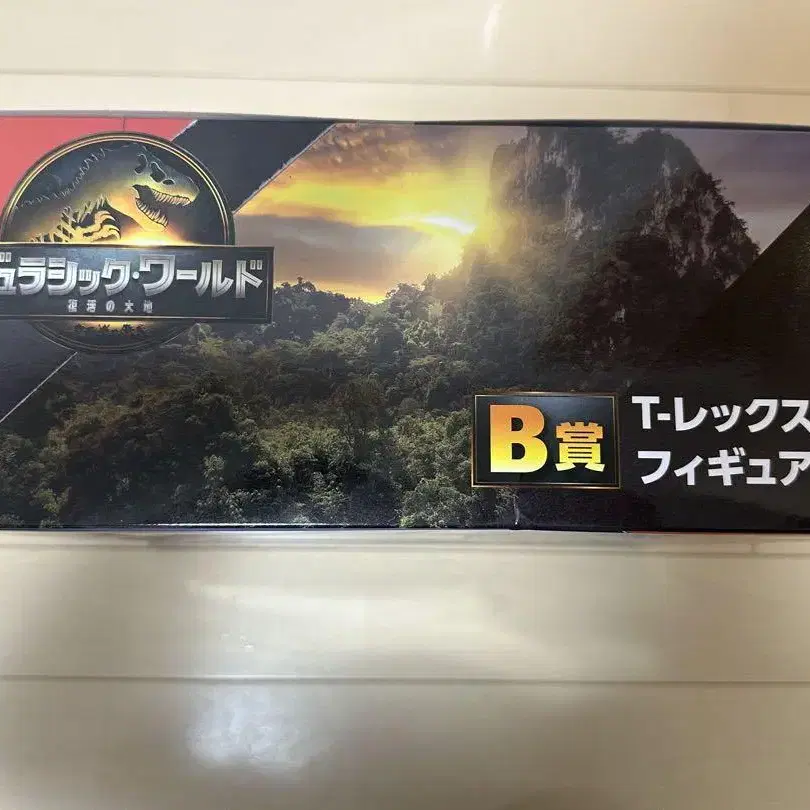 ュラシック・ワールド
復活の大地
B賞
T-レックス
フィギュア